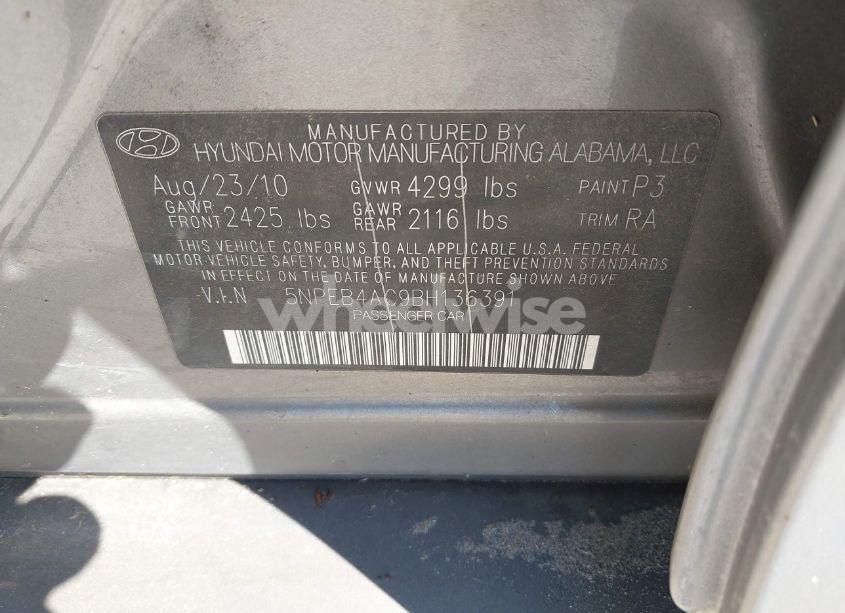 MANUFACTURED BY
HYUNDAI MOTOR MANUFACTURING ALABAMA, LLC
Aug/23/10 GVWR 4299 lbs PAINT P3
GAWR FRONT 2425 lbs GAWR REAR 2116 lbs TRIM RA
THIS VEHICLE CONFORMS TO ALL APPLICABLE U.S.A. FEDERAL
MOTOR VEHICLE SAFETY, BUMPER, AND THEFT PREVENTION STANDARDS
IN EFFECT ON THE DATE OF MANUFACTURE SHOWN ABOVE
V.I.N 5NPEB4AC9BH136391
PASSENGER CAR
wheelwise